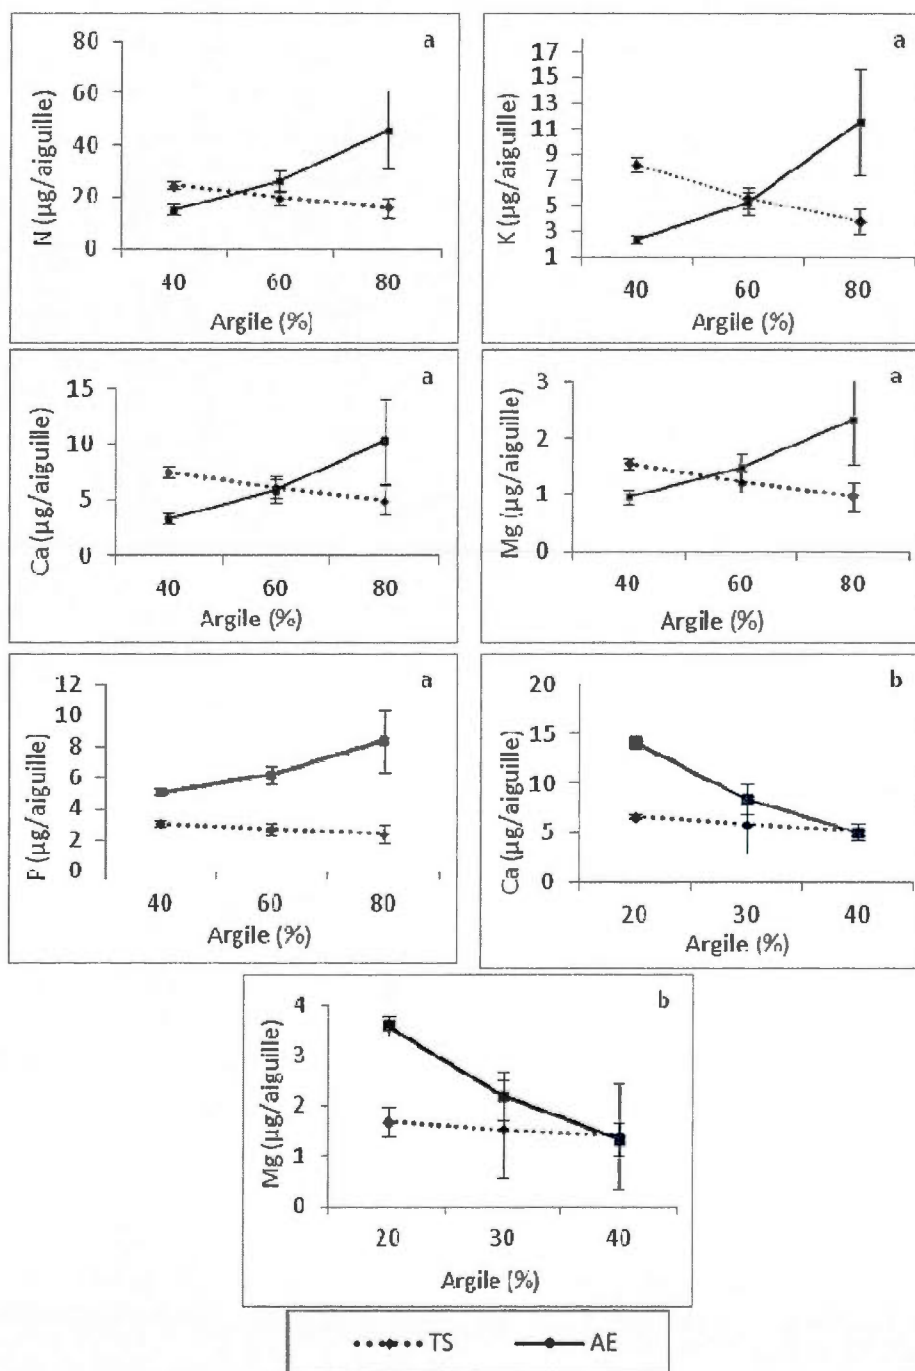 a
80
60
40
20
0
N (µg/aiguille)
40 60 80
Argile (%)
a
17
15
13
11
9
7
5
3
1
K (µg/aiguille)
40 60 80
Argile (%)
a
15
10
5
0
Ca (µg/aiguille)
40 60 80
Argile (%)
a
3
2
1
0
Mg (µg/aiguille)
40 60 80
Argile (%)
a
12
10
8
6
4
2
0
P (µg/aiguille)
40 60 80
Argile (%)
b
20
15
10
5
0
Ca (µg/aiguille)
20 30 40
Argile (%)
b
4
3
2
1
0
Mg (µg/aiguille)
20 30 40
Argile (%)
TS AE